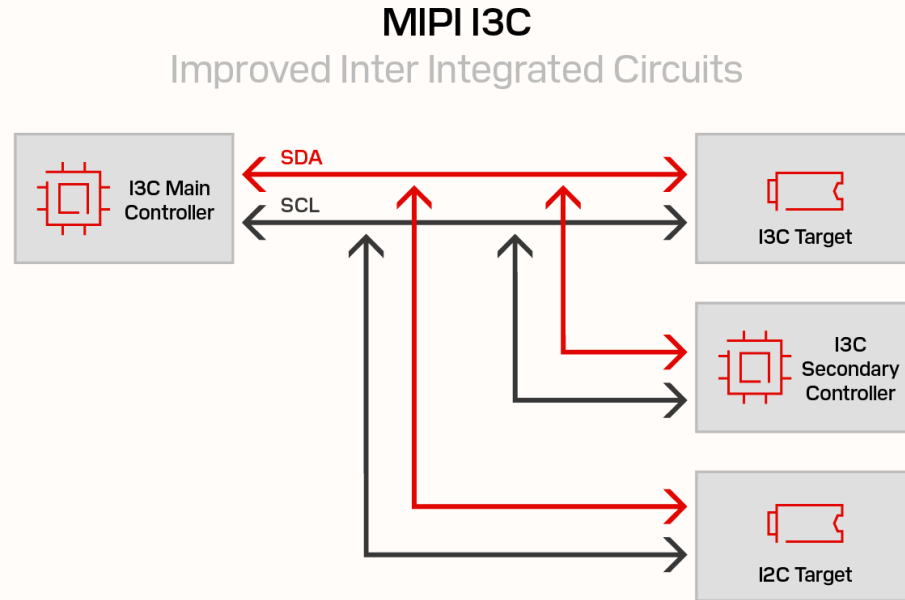 MIPI I3C
Improved Inter Integrated Circuits
I3C Main
Controller
SDA
SCL
I3C Target
I3C
Secondary
Controller
I2C Target